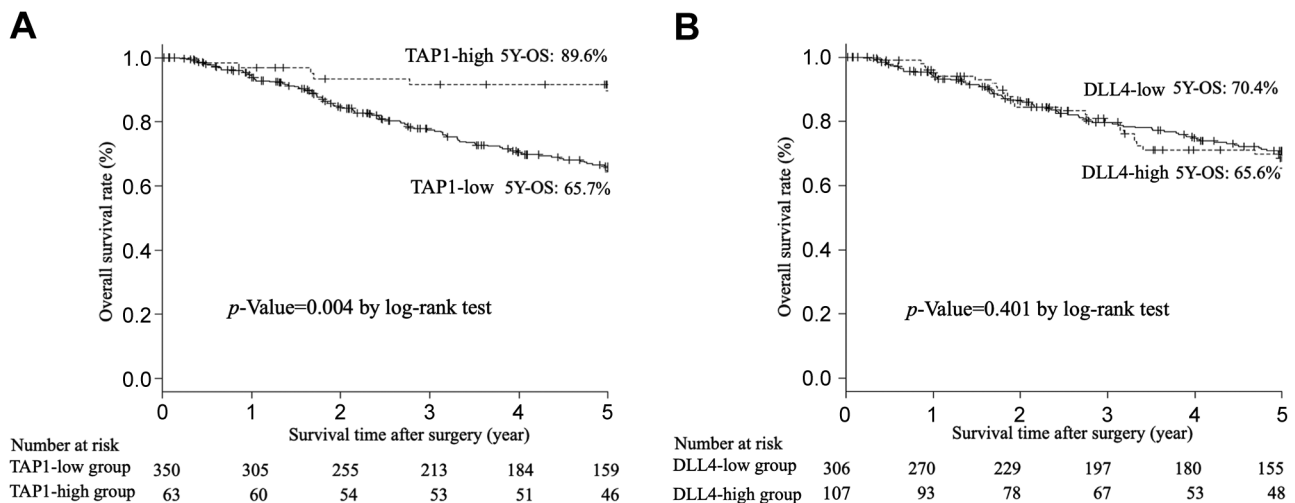 A
Overall survival rate (%)
1.0
0.8
0.6
0.4
0.2
0.0
TAP1-high 5Y-OS: 89.6%
TAP1-low 5Y-OS: 65.7%
p-Value=0.004 by log-rank test
0 1 2 3 4 5
Survival time after surgery (year)
Number at risk
TAP1-low group 350 305 255 213 184 159
TAP1-high group 63 60 54 53 51 46
B
Overall survival rate (%)
1.0
0.8
0.6
0.4
0.2
0.0
DLL4-low 5Y-OS: 70.4%
DLL4-high 5Y-OS: 65.6%
p-Value=0.401 by log-rank test
0 1 2 3 4 5
Survival time after surgery (year)
Number at risk
DLL4-low group 306 270 229 197 180 155
DLL4-high group 107 93 78 67 53 48